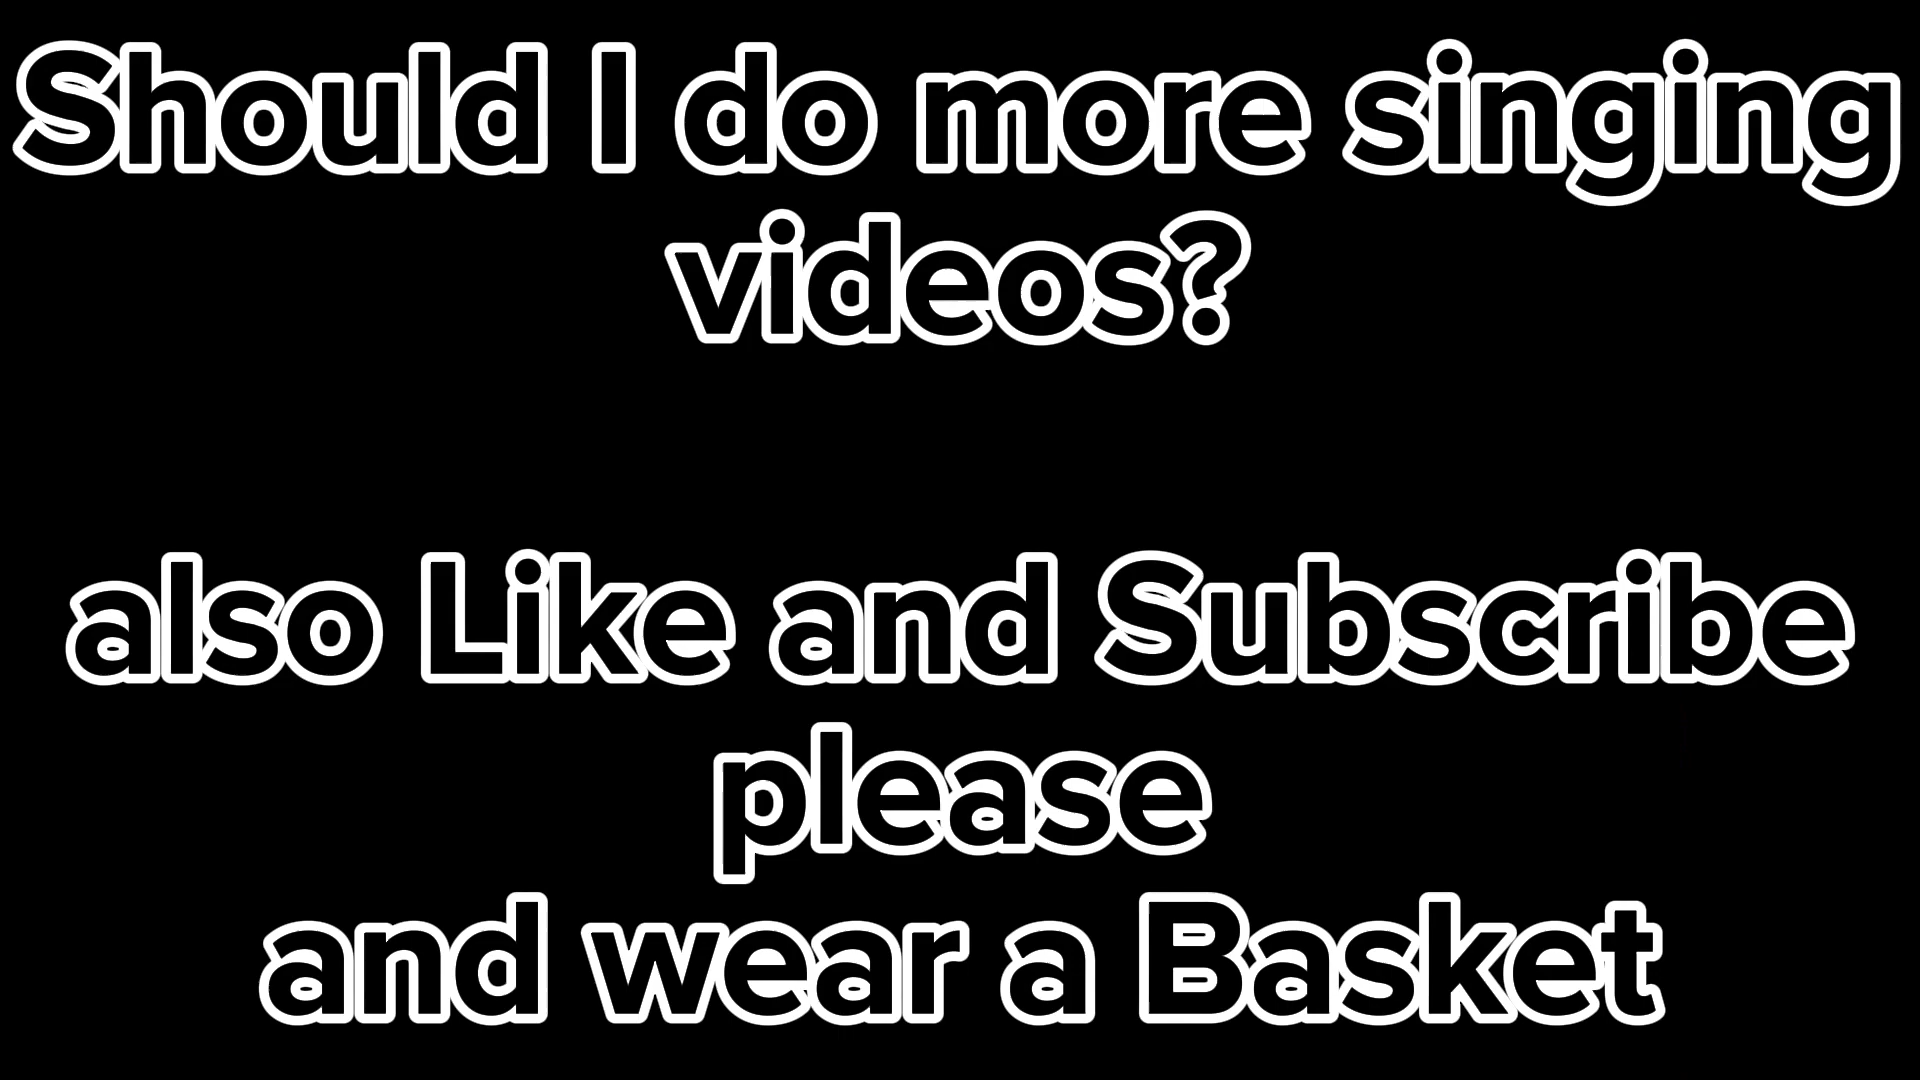 Should I do more singing
videos?
also Like and Subscribe
please
and wear a Basket